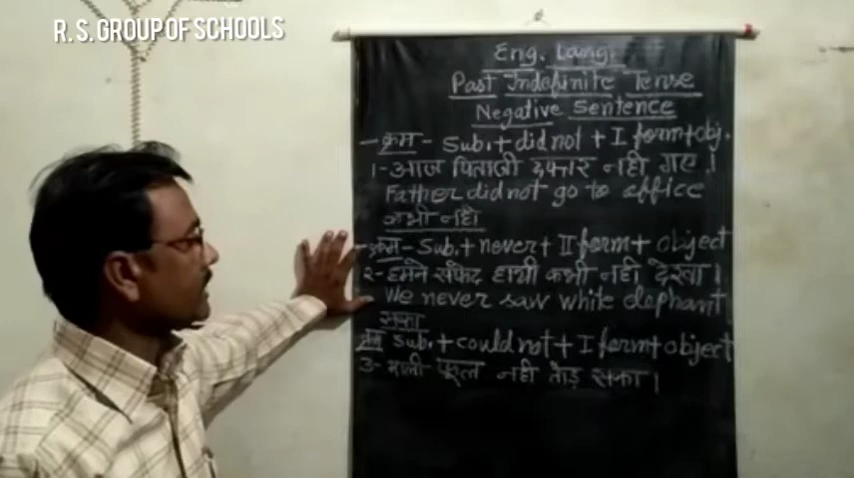 R. S. GROUP OF SCHOOLS
Eng. Lang.
Past Indefinite Tense
Negative Sentence
- क्रम - Sub. + did not + I form + obj.
1 - आज पिताजी दफ्तर नहीं गए ।
Father did not go to office
कभी नहीं
- क्रम - Sub. + never + II form + object
२ - हमने सफेद हाथी कभी नहीं देखा ।
We never saw white elephant
सका
क्रम Sub. + could not + I form + object
3 - माली फूल नही तोड़ सका ।